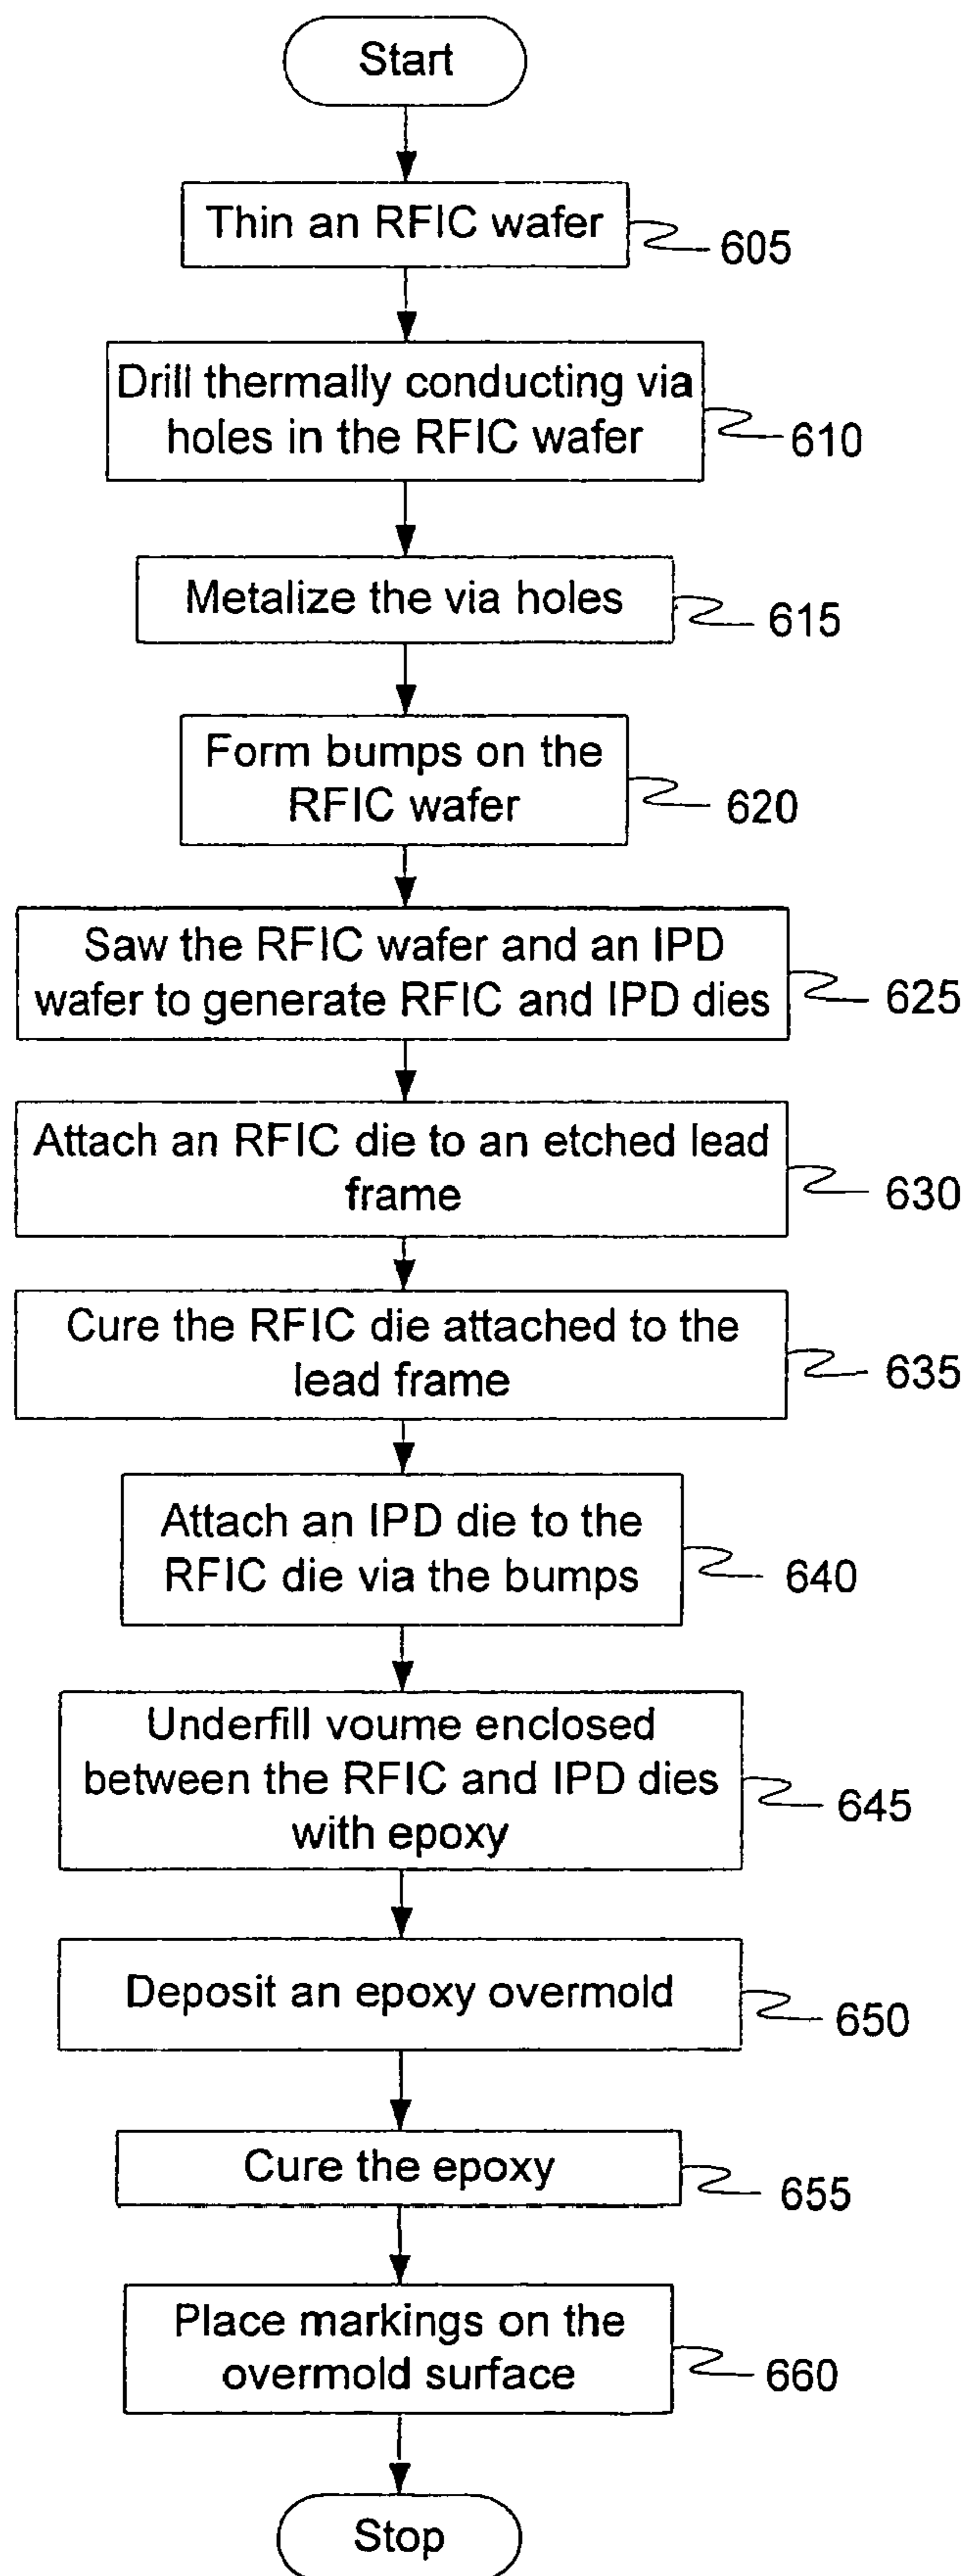 Start
Thin an RFIC wafer
605
Drill thermally conducting via
holes in the RFIC wafer
610
Metalize the via holes
615
Form bumps on the
RFIC wafer
620
Saw the RFIC wafer and an IPD
wafer to generate RFIC and IPD dies
625
Attach an RFIC die to an etched lead
frame
630
Cure the RFIC die attached to the
lead frame
635
Attach an IPD die to the
RFIC die via the bumps
640
Underfill voume enclosed
between the RFIC and IPD dies
with epoxy
645
Deposit an epoxy overmold
650
Cure the epoxy
655
Place markings on the
overmold surface
660
Stop